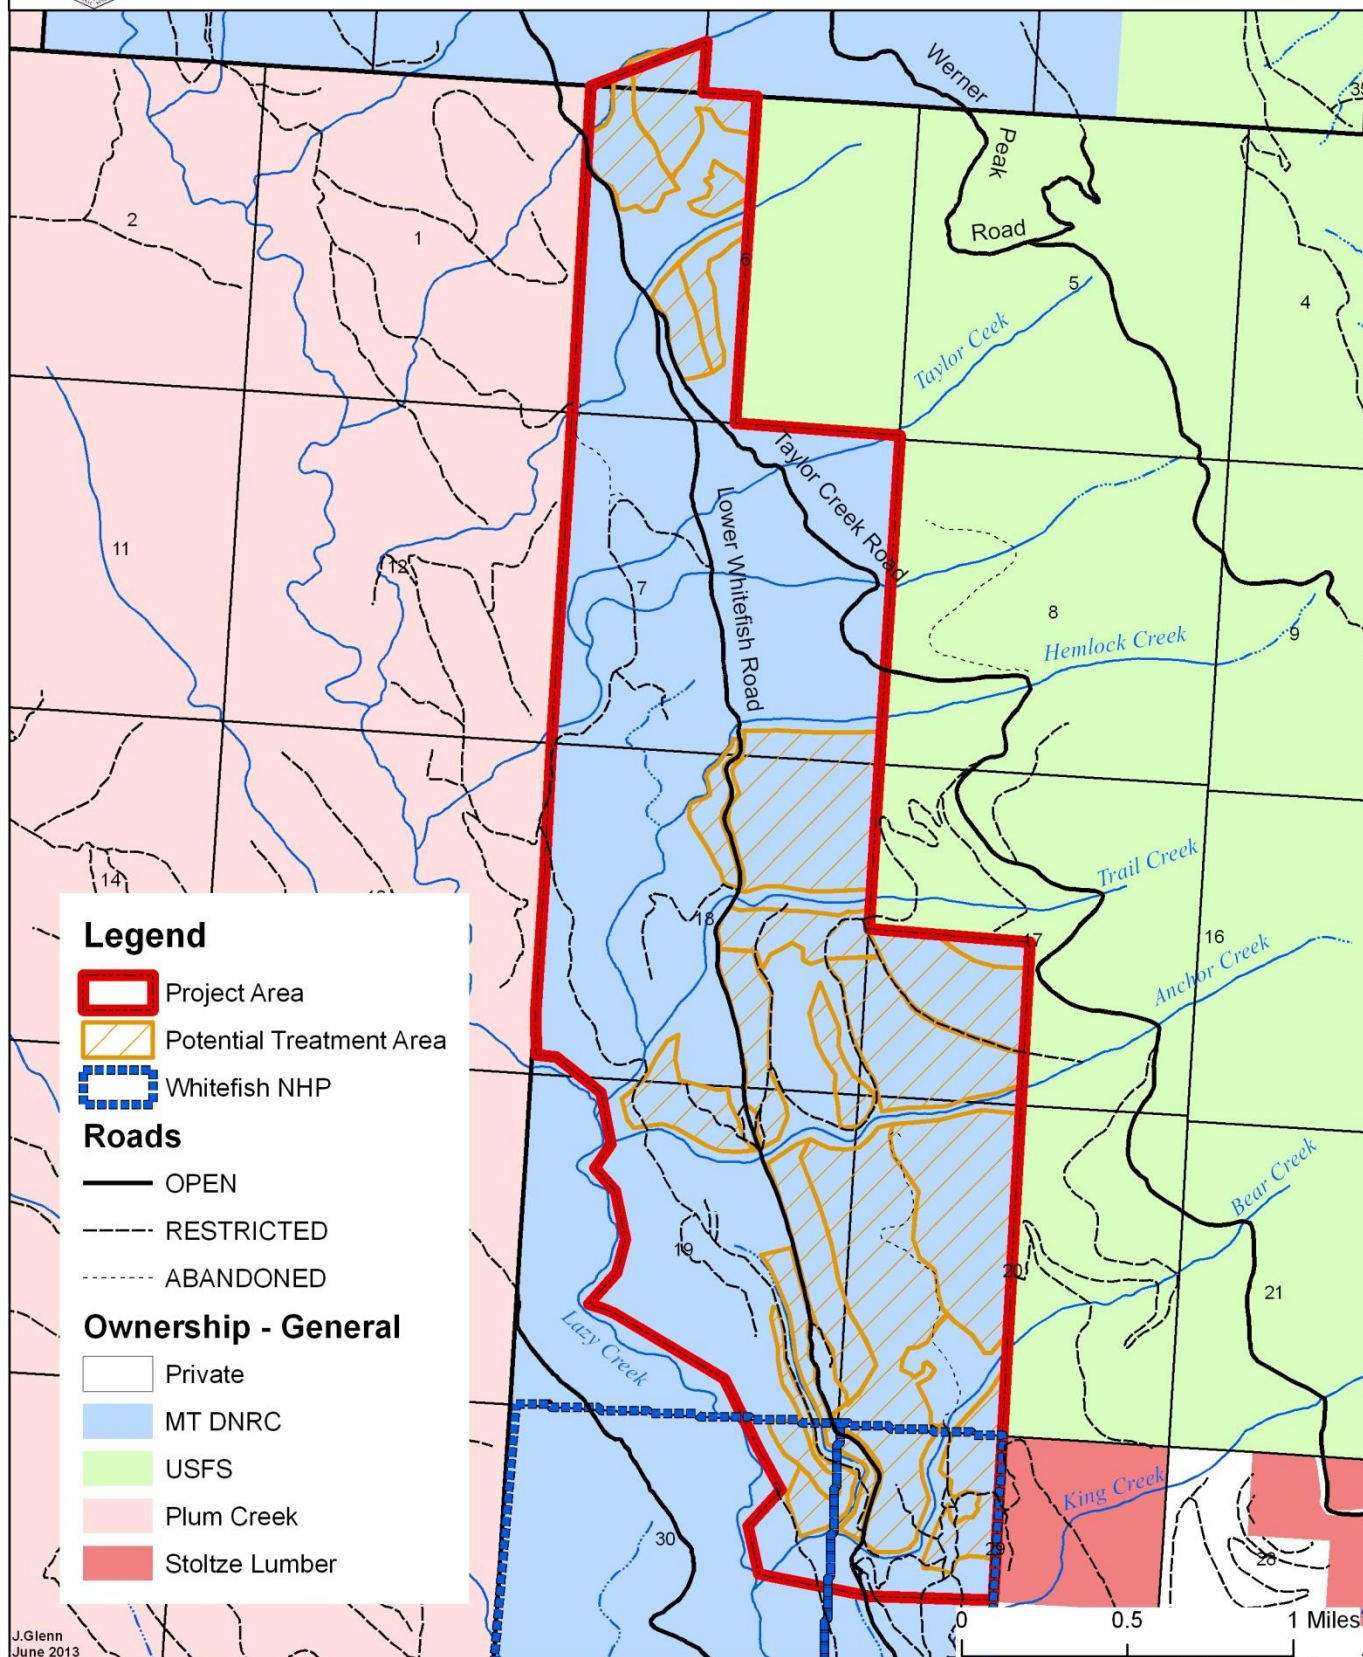 Werner
Peak
Road
35
2
1
6
5
4
Taylor Ceek
Taylor Creek Road
Lower Whitefish Road
11
12
7
8
9
Hemlock Creek
14
18
17
16
Trail Creek
Anchor Creek
Bear Creek
19
20
21
Lazy Creek
King Creek
30
29
28
Legend
Project Area
Potential Treatment Area
Whitefish NHP
Roads
OPEN
RESTRICTED
ABANDONED
Ownership - General
Private
MT DNRC
USFS
Plum Creek
Stoltze Lumber
0 0.5 1 Miles
J.Glenn
June 2013